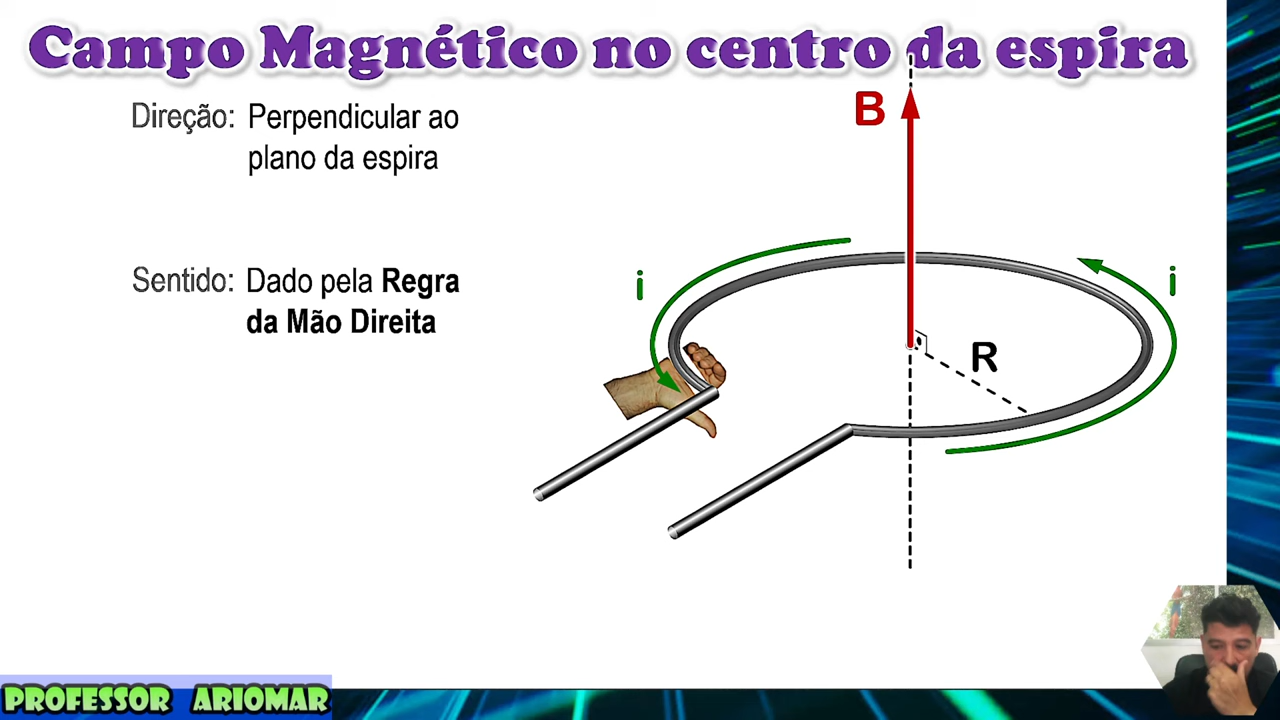 Campo Magnético no centro da espira
Direção: Perpendicular ao
plano da espira
Sentido: Dado pela Regra
da Mão Direita
B
i
i
R
PROFESSOR ARIOMAR